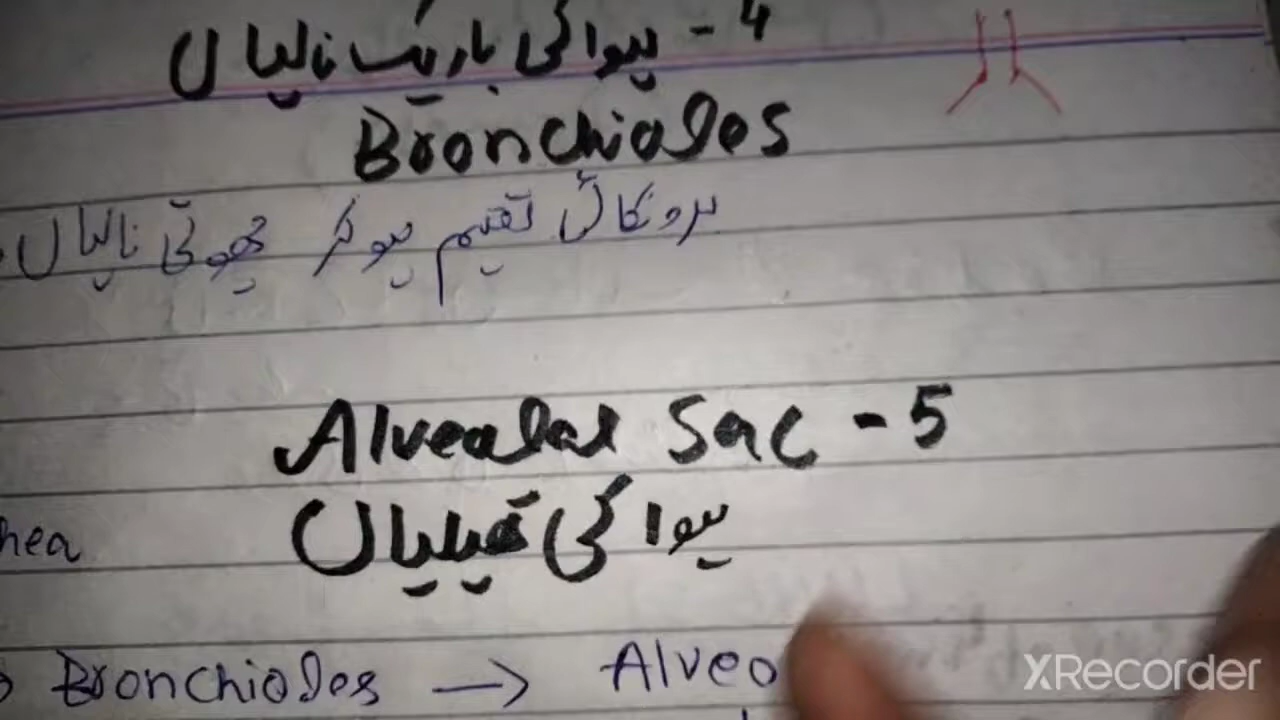 4 - ہوا کی باریک نالیاں
Bronchioles
برونکائی تقسیم ہو کر چھوٹی نالیاں
Alveolar Sac - 5
ہوا کی تھیلیاں
hea
Bronchioles → Alveo
XRecorder